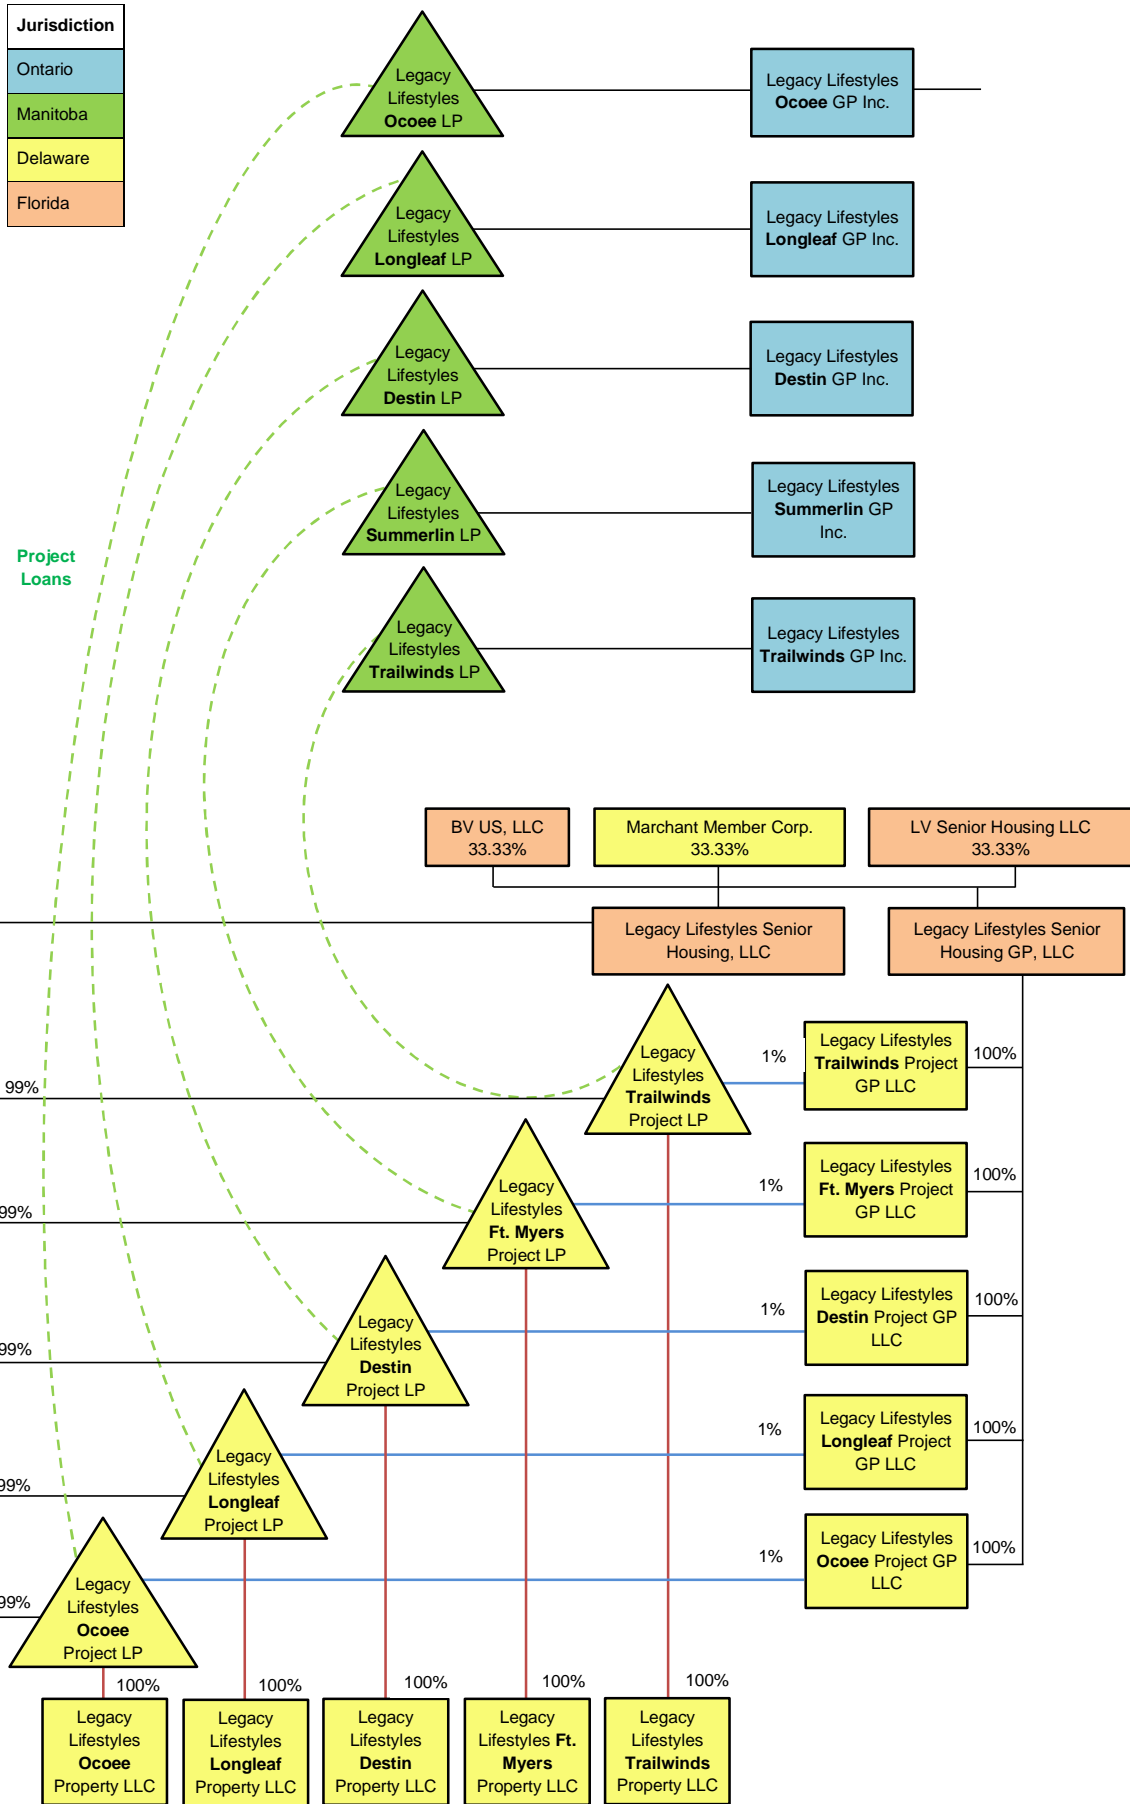 Jurisdiction
Ontario
Manitoba
Delaware
Florida
Legacy
Lifestyles
Ocoee LP
Legacy Lifestyles
Ocoee GP Inc.
Legacy
Lifestyles
Longleaf LP
Legacy Lifestyles
Longleaf GP Inc.
Legacy
Lifestyles
Destin LP
Legacy Lifestyles
Destin GP Inc.
Legacy
Lifestyles
Summerlin LP
Legacy Lifestyles
Summerlin GP
Inc.
Project
Loans
Legacy
Lifestyles
Trailwinds LP
Legacy Lifestyles
Trailwinds GP Inc.
BV US, LLC
33.33%
Marchant Member Corp.
33.33%
LV Senior Housing LLC
33.33%
Legacy Lifestyles Senior
Housing, LLC
Legacy Lifestyles Senior
Housing GP, LLC
99%
Legacy
Lifestyles
Trailwinds
Project LP
1%
Legacy Lifestyles
Trailwinds Project
GP LLC
100%
99%
Legacy
Lifestyles
Ft. Myers
Project LP
1%
Legacy Lifestyles
Ft. Myers Project
GP LLC
100%
99%
Legacy
Lifestyles
Destin
Project LP
1%
Legacy Lifestyles
Destin Project GP
LLC
100%
99%
Legacy
Lifestyles
Longleaf
Project LP
1%
Legacy Lifestyles
Longleaf Project
GP LLC
100%
99%
Legacy
Lifestyles
Ocoee
Project LP
1%
Legacy Lifestyles
Ocoee Project GP
LLC
100%
100%
Legacy
Lifestyles
Ocoee
Property LLC
100%
Legacy
Lifestyles
Longleaf
Property LLC
100%
Legacy
Lifestyles
Destin
Property LLC
100%
Legacy
Lifestyles Ft.
Myers
Property LLC
100%
Legacy
Lifestyles
Trailwinds
Property LLC